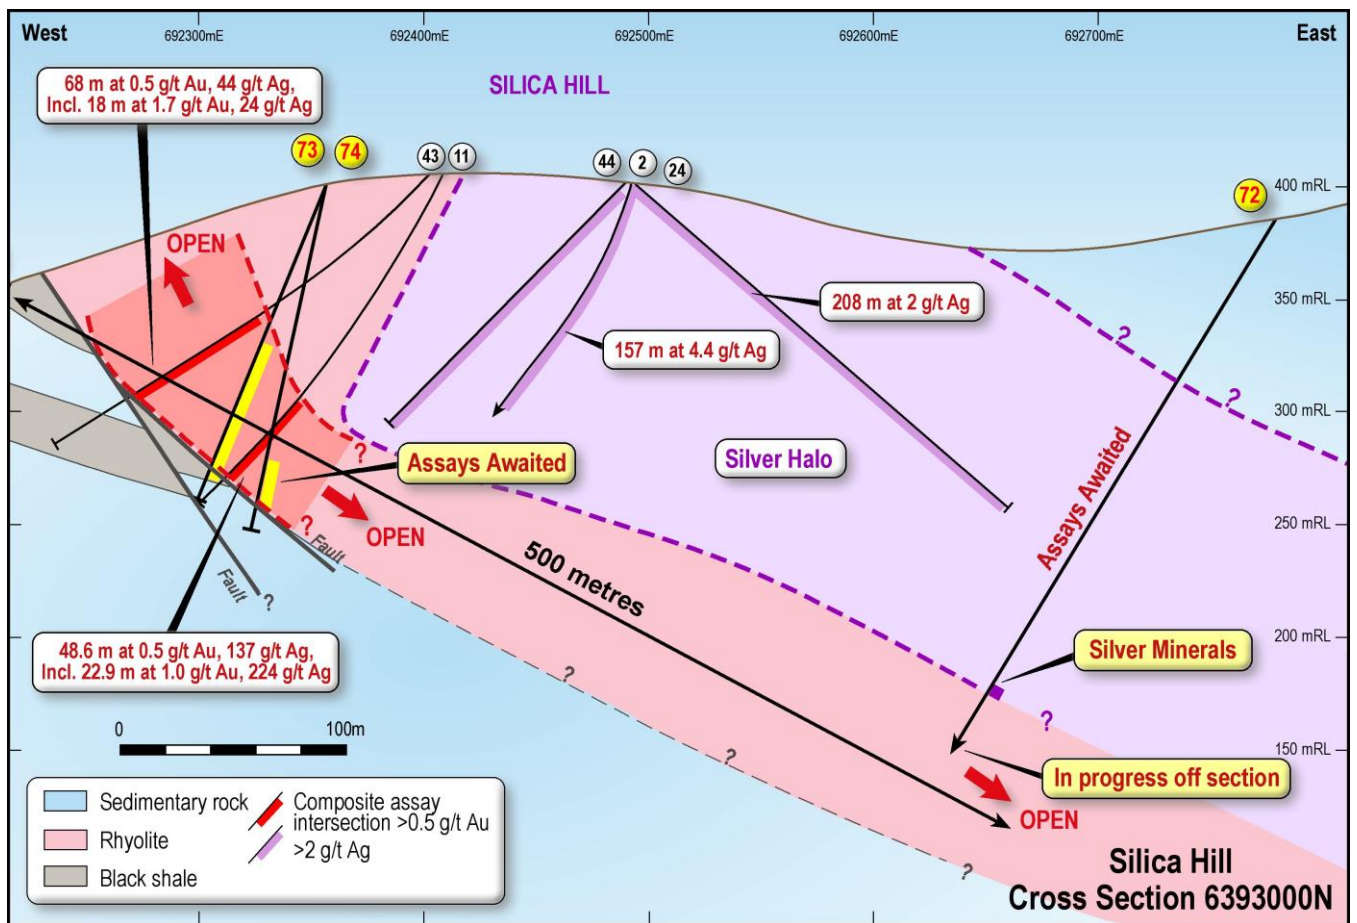 West
692300mE
692400mE
692500mE
692600mE
692700mE
East
SILICA HILL
68 m at 0.5 g/t Au, 44 g/t Ag,
Incl. 18 m at 1.7 g/t Au, 24 g/t Ag
73
74
43
11
44
2
24
72
400 mRL
OPEN
350 mRL
208 m at 2 g/t Ag
?
157 m at 4.4 g/t Ag
?
300 mRL
?
Assays Awaited
Silver Halo
Assays Awaited
250 mRL
?
OPEN
Fault
Fault
?
500 metres
200 mRL
48.6 m at 0.5 g/t Au, 137 g/t Ag,
Incl. 22.9 m at 1.0 g/t Au, 224 g/t Ag
Silver Minerals
?
?
0
100m
?
150 mRL
In progress off section
OPEN
Sedimentary rock
Rhyolite
Black shale
Composite assay
intersection >0.5 g/t Au
>2 g/t Ag
?
Silica Hill
Cross Section 6393000N